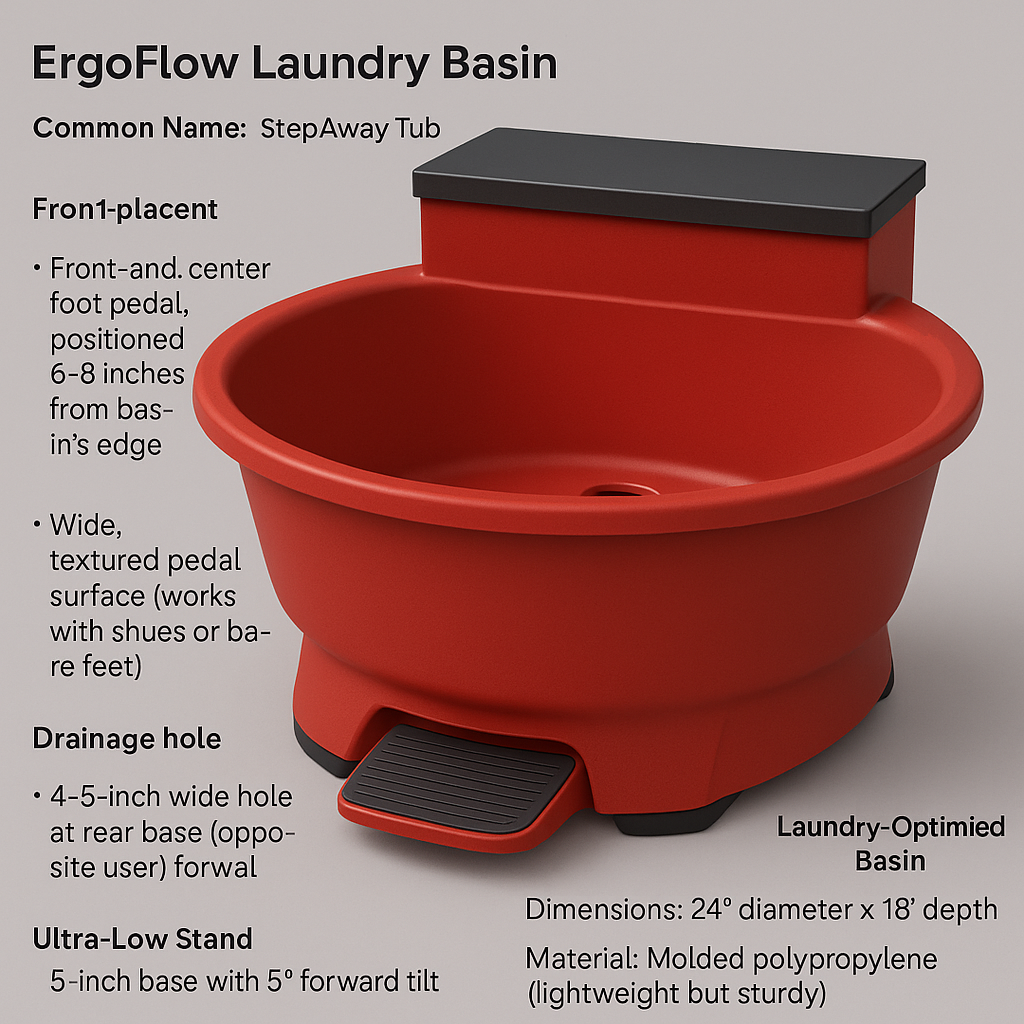 ErgoFlow Laundry Basin
Common Name: StepAway Tub
Fron1-placent
• Front-and. center
foot pedal,
positioned
6-8 inches
from bas-
in's edge
• Wide,
textured pedal
surface (works
with shues or ba-
re feet)
Drainage hole
• 4-5-inch wide hole
at rear base (oppo-
site user) forwal
Ultra-Low Stand
5-inch base with 5º forward tilt
Laundry-Optimied
Basin
Dimensions: 24º diameter x 18’ depth
Material: Molded polypropylene
(lightweight but sturdy)